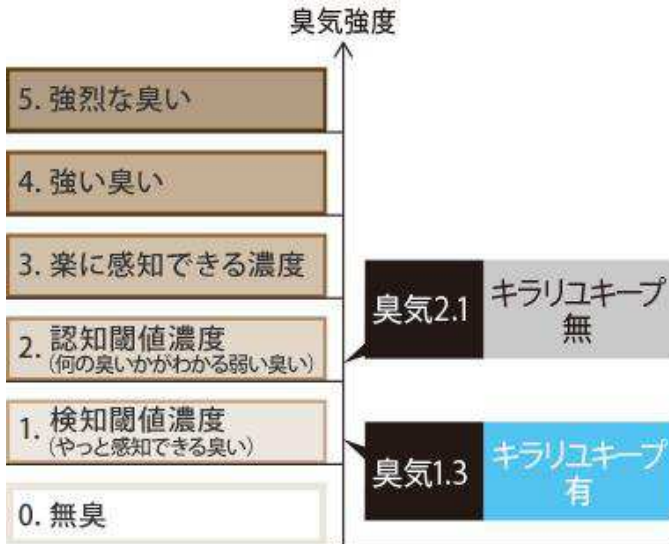 臭気強度
5. 強烈な臭い
4. 強い臭い
3. 楽に感知できる濃度
2. 認知閾値濃度
(何の臭いかがわかる弱い臭い)
1. 検知閾値濃度
(やっと感知できる臭い)
0. 無臭
臭気2.1
キラリユキープ
無
臭気1.3
キラリユキープ
有